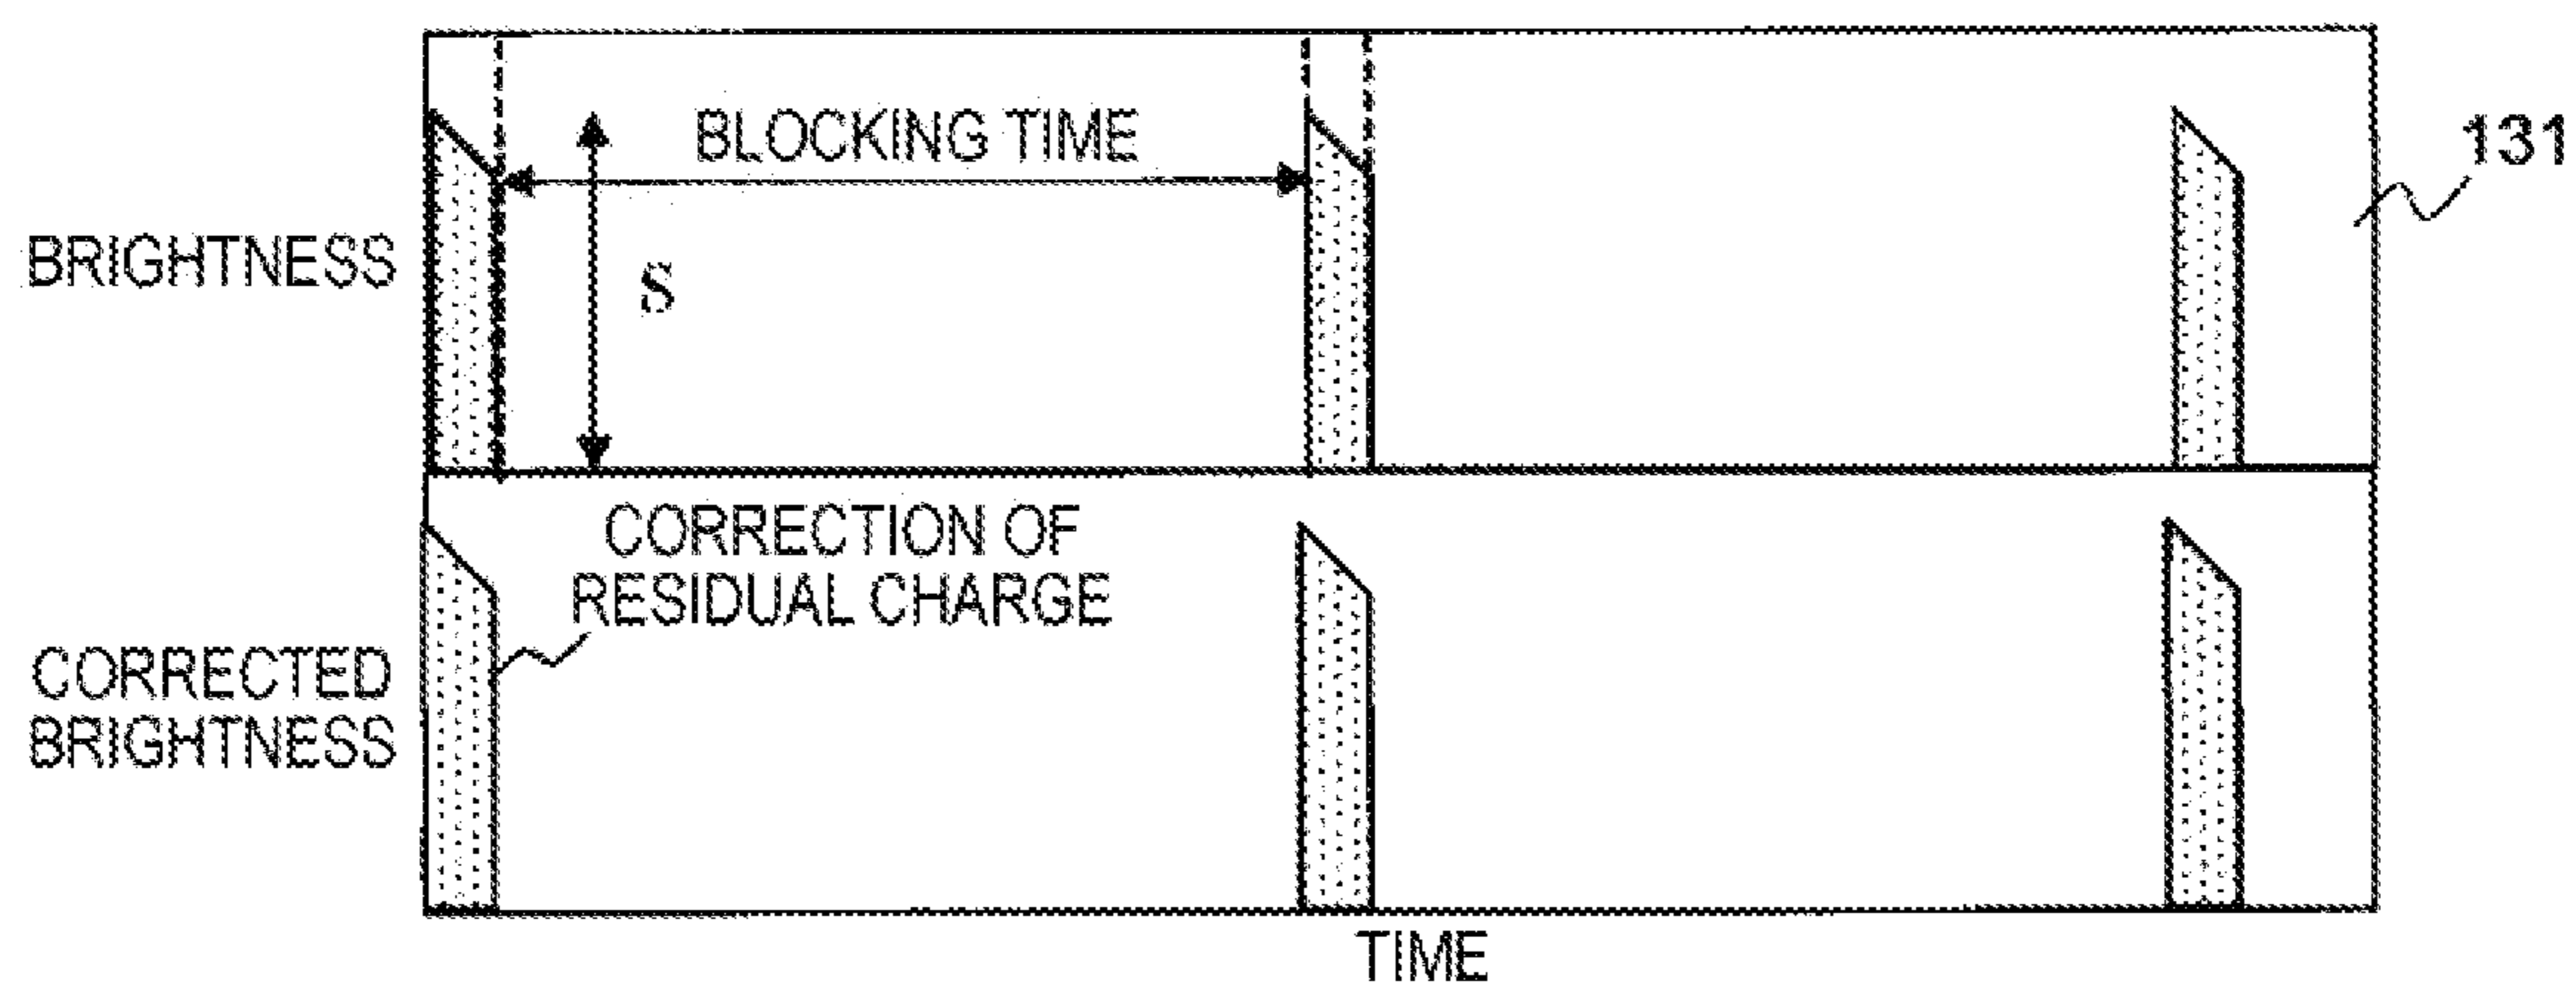 BLOCKING TIME
131
BRIGHTNESS
S
CORRECTION OF
RESIDUAL CHARGE
CORRECTED
BRIGHTNESS
TIME